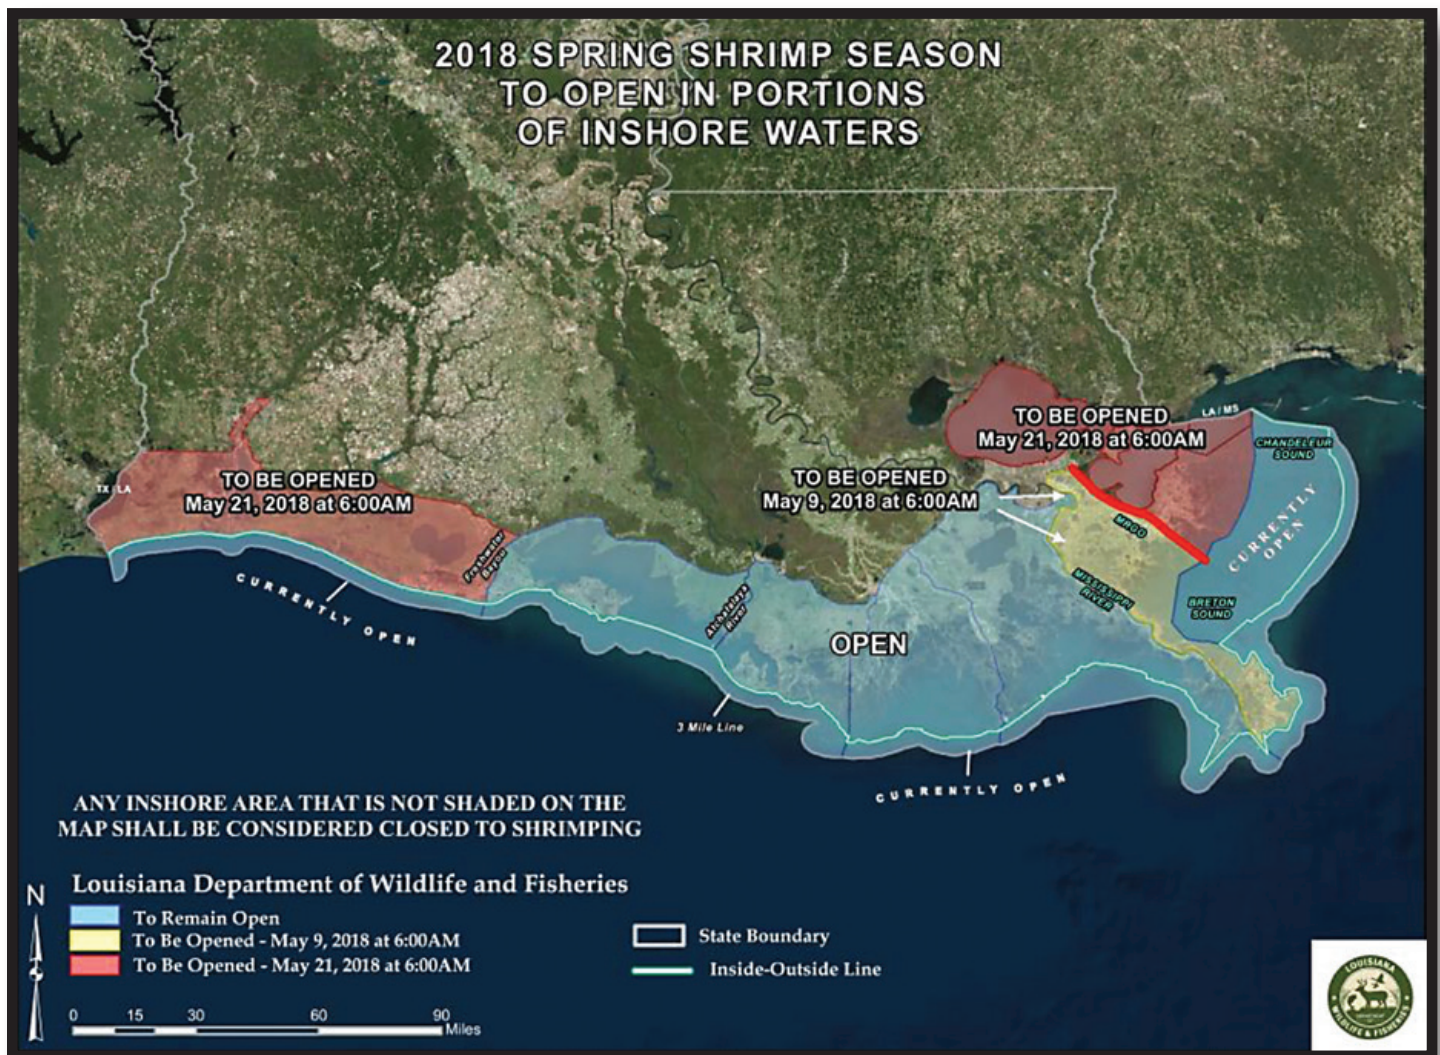 2018 SPRING SHRIMP SEASON
TO OPEN IN PORTIONS
OF INSHORE WATERS
TO BE OPENED
May 21, 2018 at 6:00AM
LA / MS
CHANDELEUR
SOUND
TO BE OPENED
May 9, 2018 at 6:00AM
TO BE OPENED
May 21, 2018 at 6:00AM
TX / LA
CURRENTLY
OPEN
MRGO
Freshwater
Bayou
MISSISSIPPI
RIVER
BRETON
SOUND
CURRENTLY OPEN
Atchafalaya
River
OPEN
3 Mile Line
CURRENTLY OPEN
ANY INSHORE AREA THAT IS NOT SHADED ON THE
MAP SHALL BE CONSIDERED CLOSED TO SHRIMPING
Louisiana Department of Wildlife and Fisheries
N
To Remain Open
To Be Opened - May 9, 2018 at 6:00AM
To Be Opened - May 21, 2018 at 6:00AM
State Boundary
Inside-Outside Line
0 15 30 60 90
Miles
LOUISIANA
WILDLIFE & FISHERIES